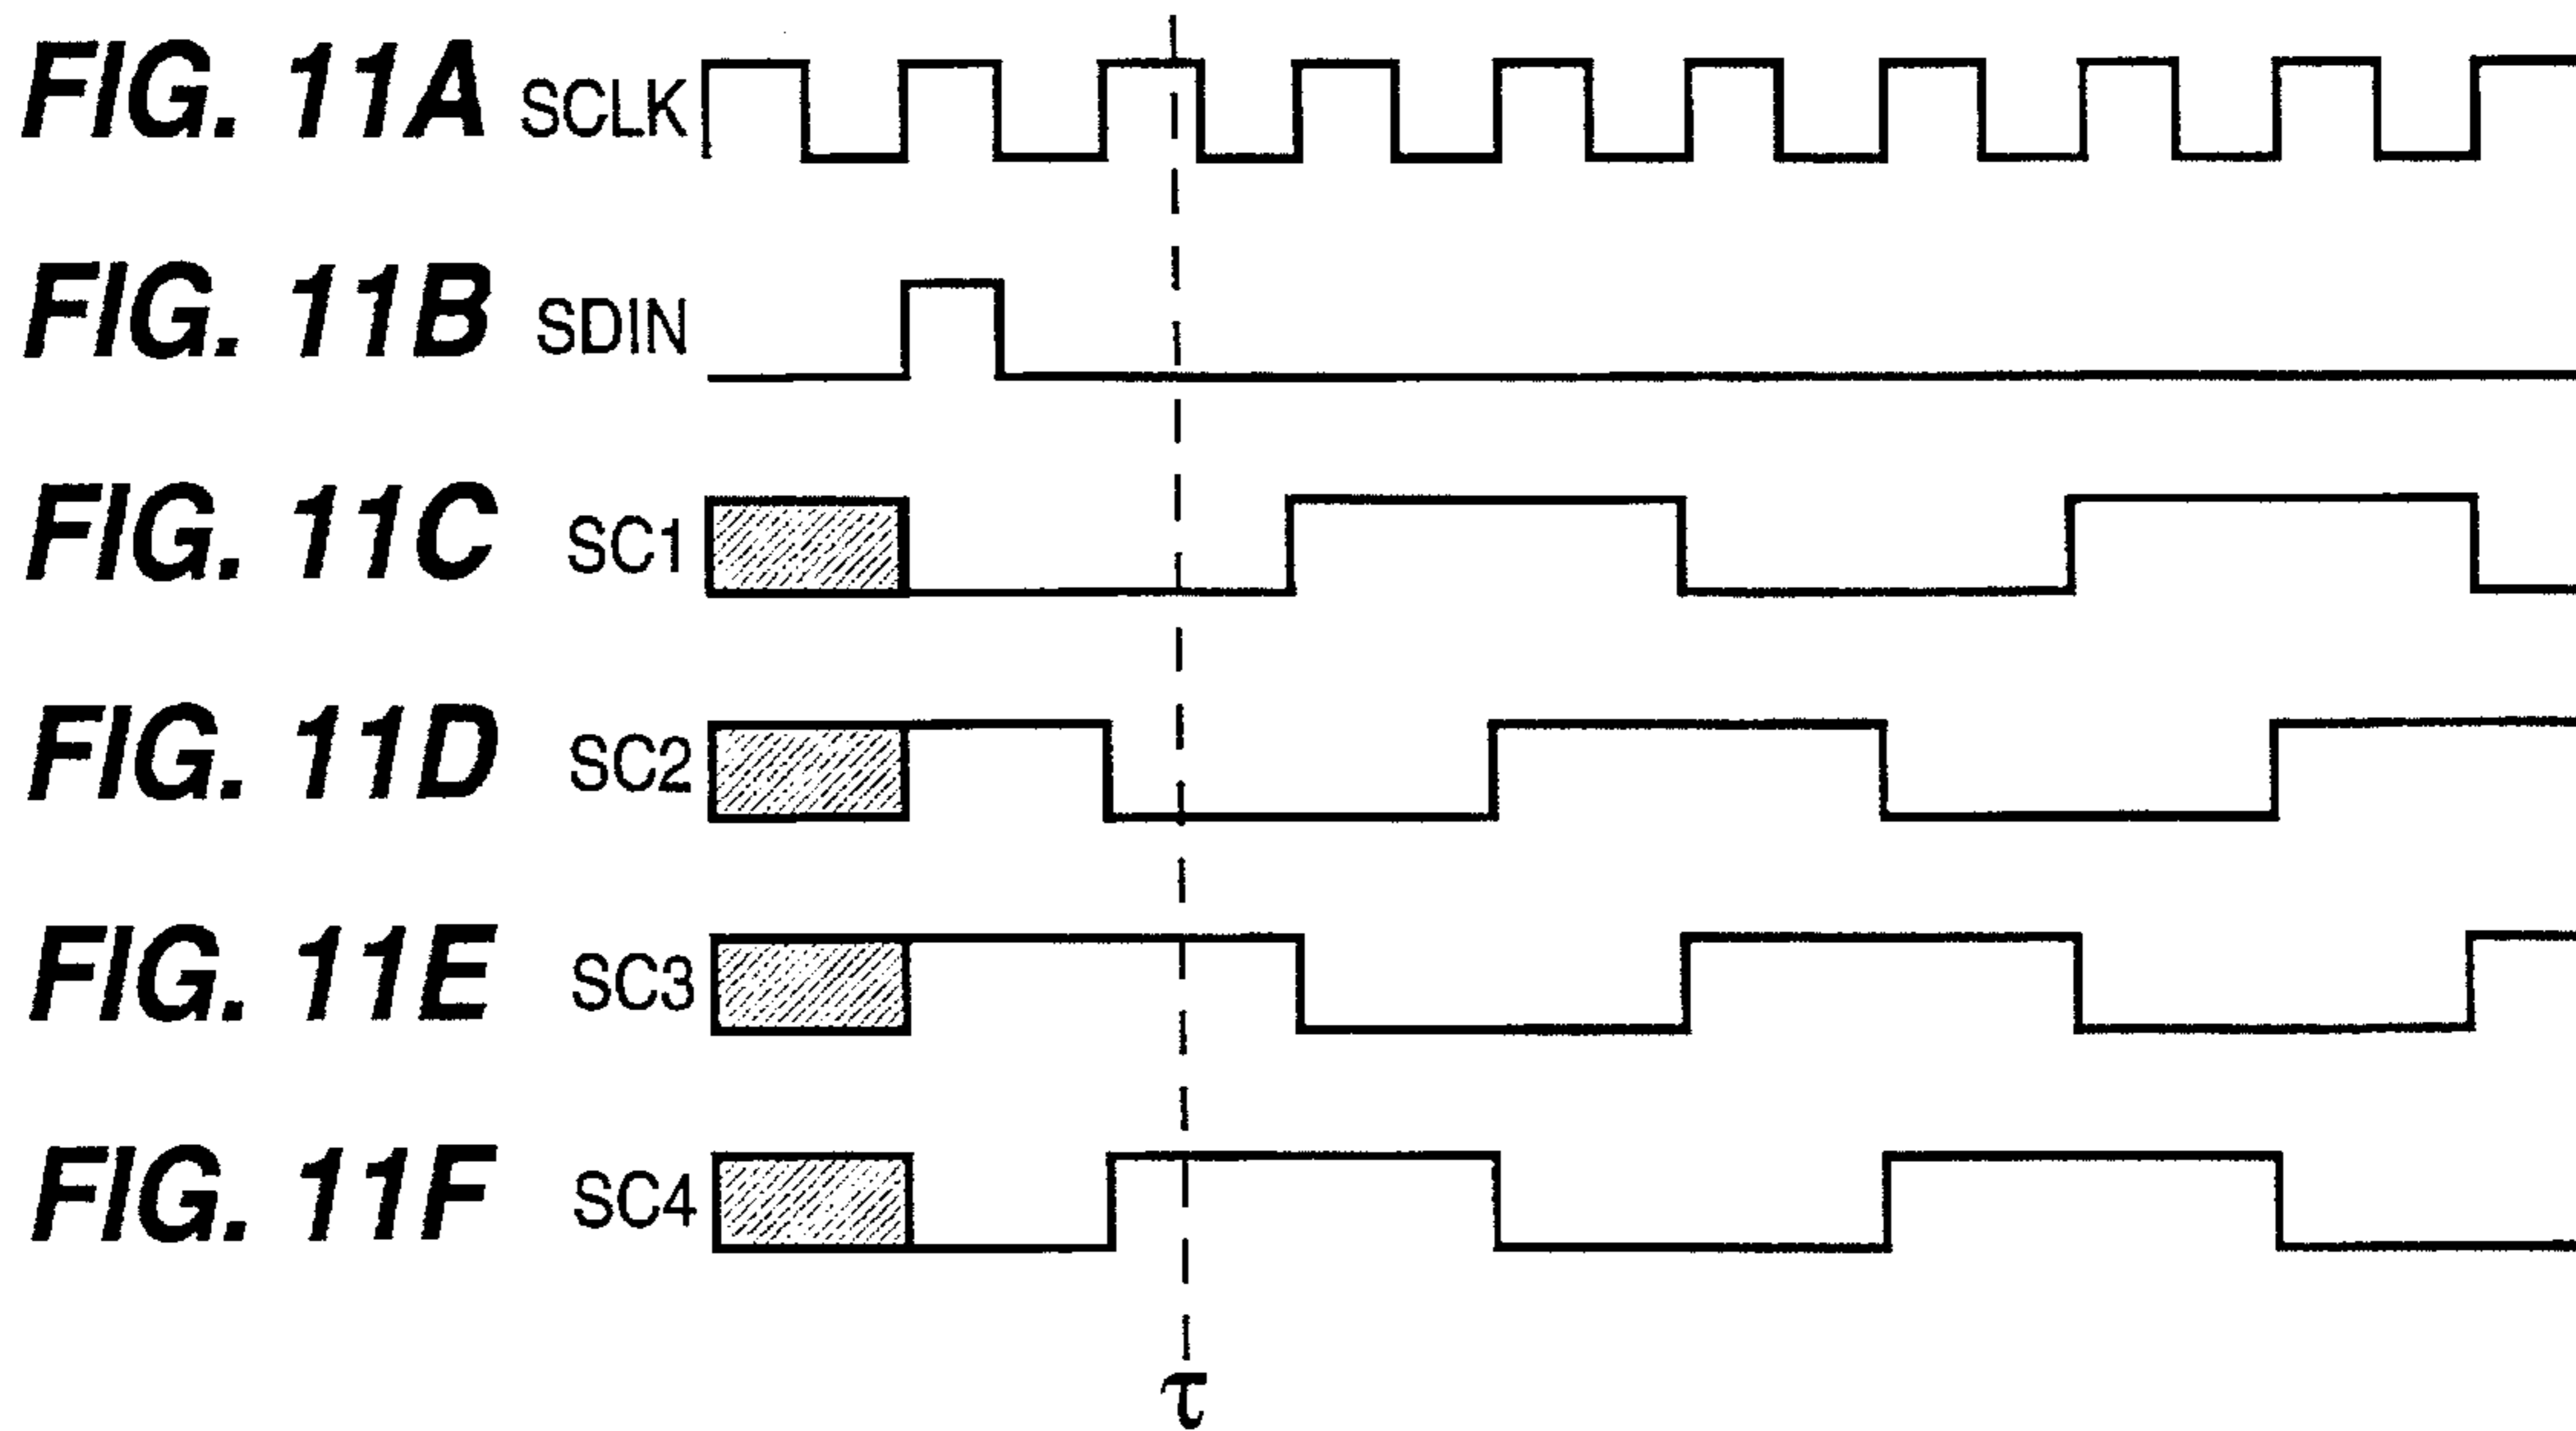 FIG. 11A SCLK
FIG. 11B SDIN
FIG. 11C SC1
FIG. 11D SC2
FIG. 11E SC3
FIG. 11F SC4
τ